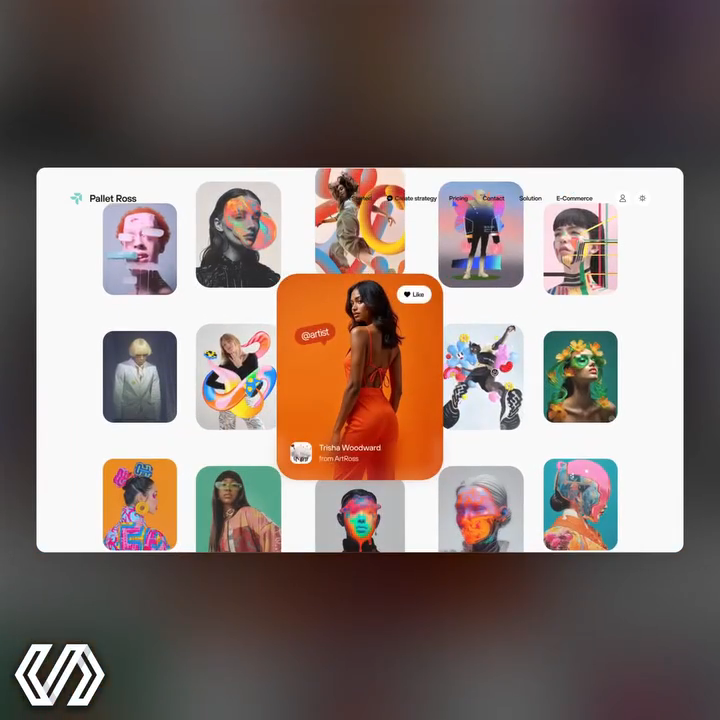 Pallet Ross
Create strategy
Pricing
Contact
Solution
E-Commerce
Like
@artist
Trisha Woodward
from ArtRoss